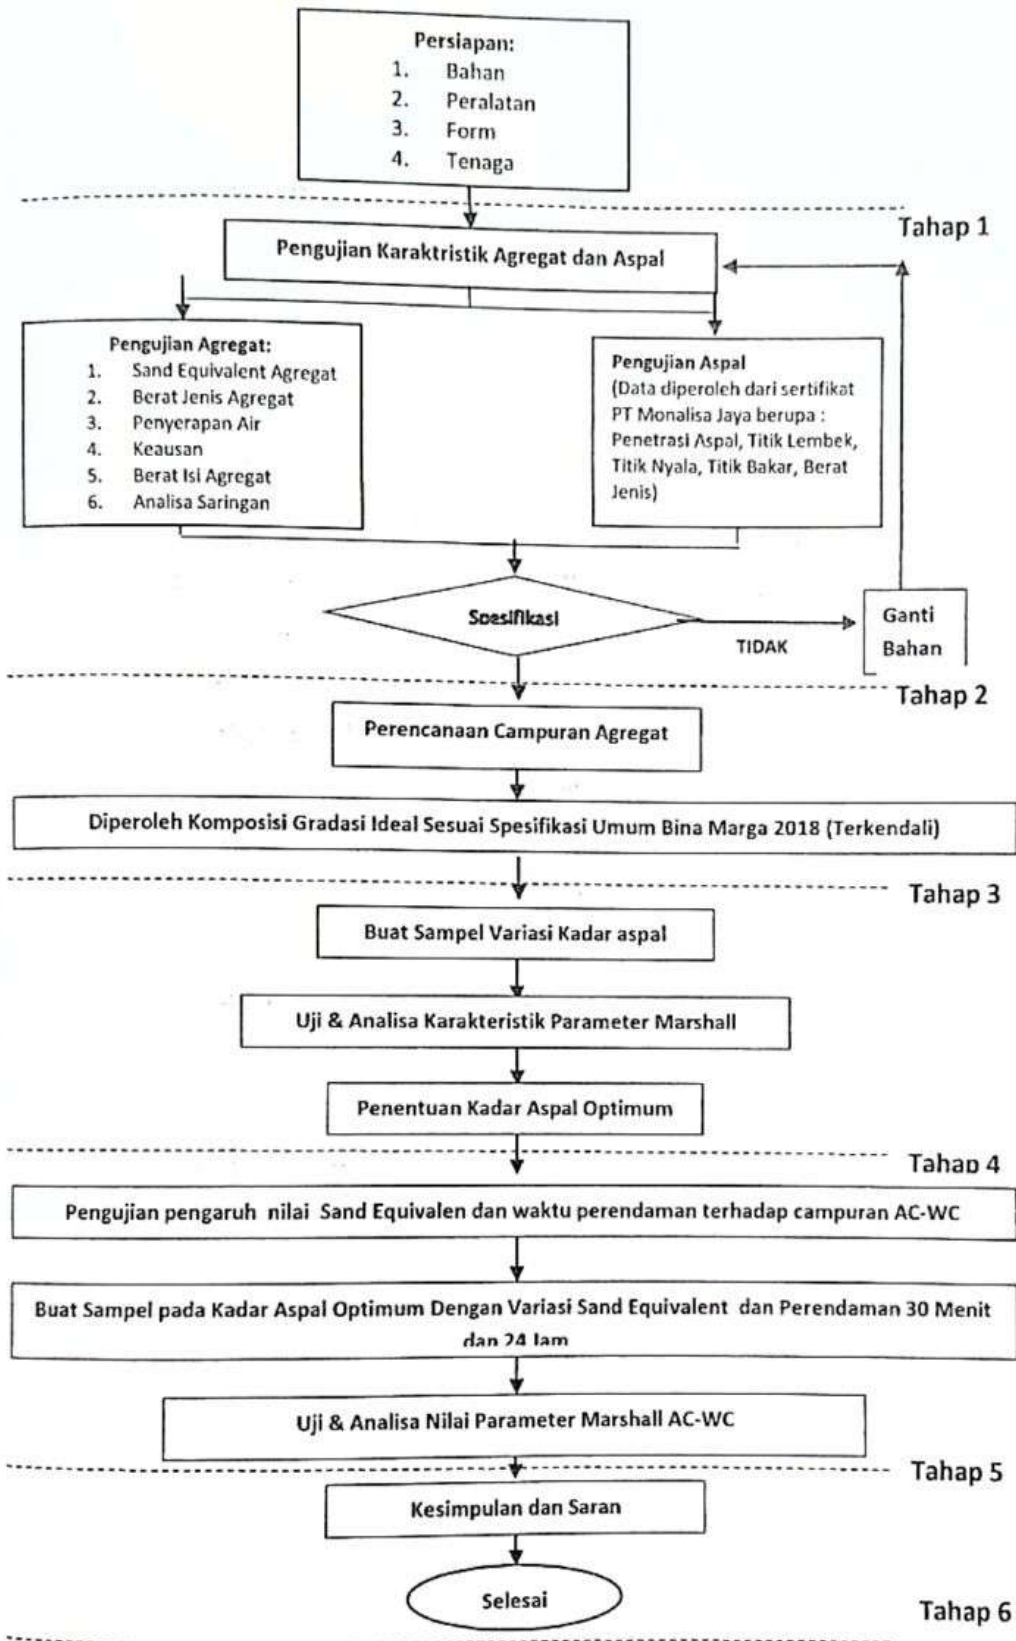 Persiapan:
1. Bahan
2. Peralatan
3. Form
4. Tenaga
Tahap 1
Pengujian Karaktristik Agregat dan Aspal
Pengujian Agregat:
1. Sand Equivalent Agregat
2. Berat Jenis Agregat
3. Penyerapan Air
4. Keausan
5. Berat Isi Agregat
6. Analisa Saringan
Pengujian Aspal
(Data diperoleh dari sertifikat
PT Monalisa Jaya berupa :
Penetrasi Aspal, Titik Lembek,
Titik Nyala, Titik Bakar, Berat
Jenis)
Spesifikasi
TIDAK
Ganti
Bahan
Tahap 2
Perencanaan Campuran Agregat
Diperoleh Komposisi Gradasi Ideal Sesuai Spesifikasi Umum Bina Marga 2018 (Terkendali)
Tahap 3
Buat Sampel Variasi Kadar aspal
Uji & Analisa Karakteristik Parameter Marshall
Penentuan Kadar Aspal Optimum
Tahap 4
Pengujian pengaruh nilai Sand Equivalen dan waktu perendaman terhadap campuran AC-WC
Buat Sampel pada Kadar Aspal Optimum Dengan Variasi Sand Equivalent dan Perendaman 30 Menit
dan 24 Jam
Uji & Analisa Nilai Parameter Marshall AC-WC
Tahap 5
Kesimpulan dan Saran
Selesai
Tahap 6